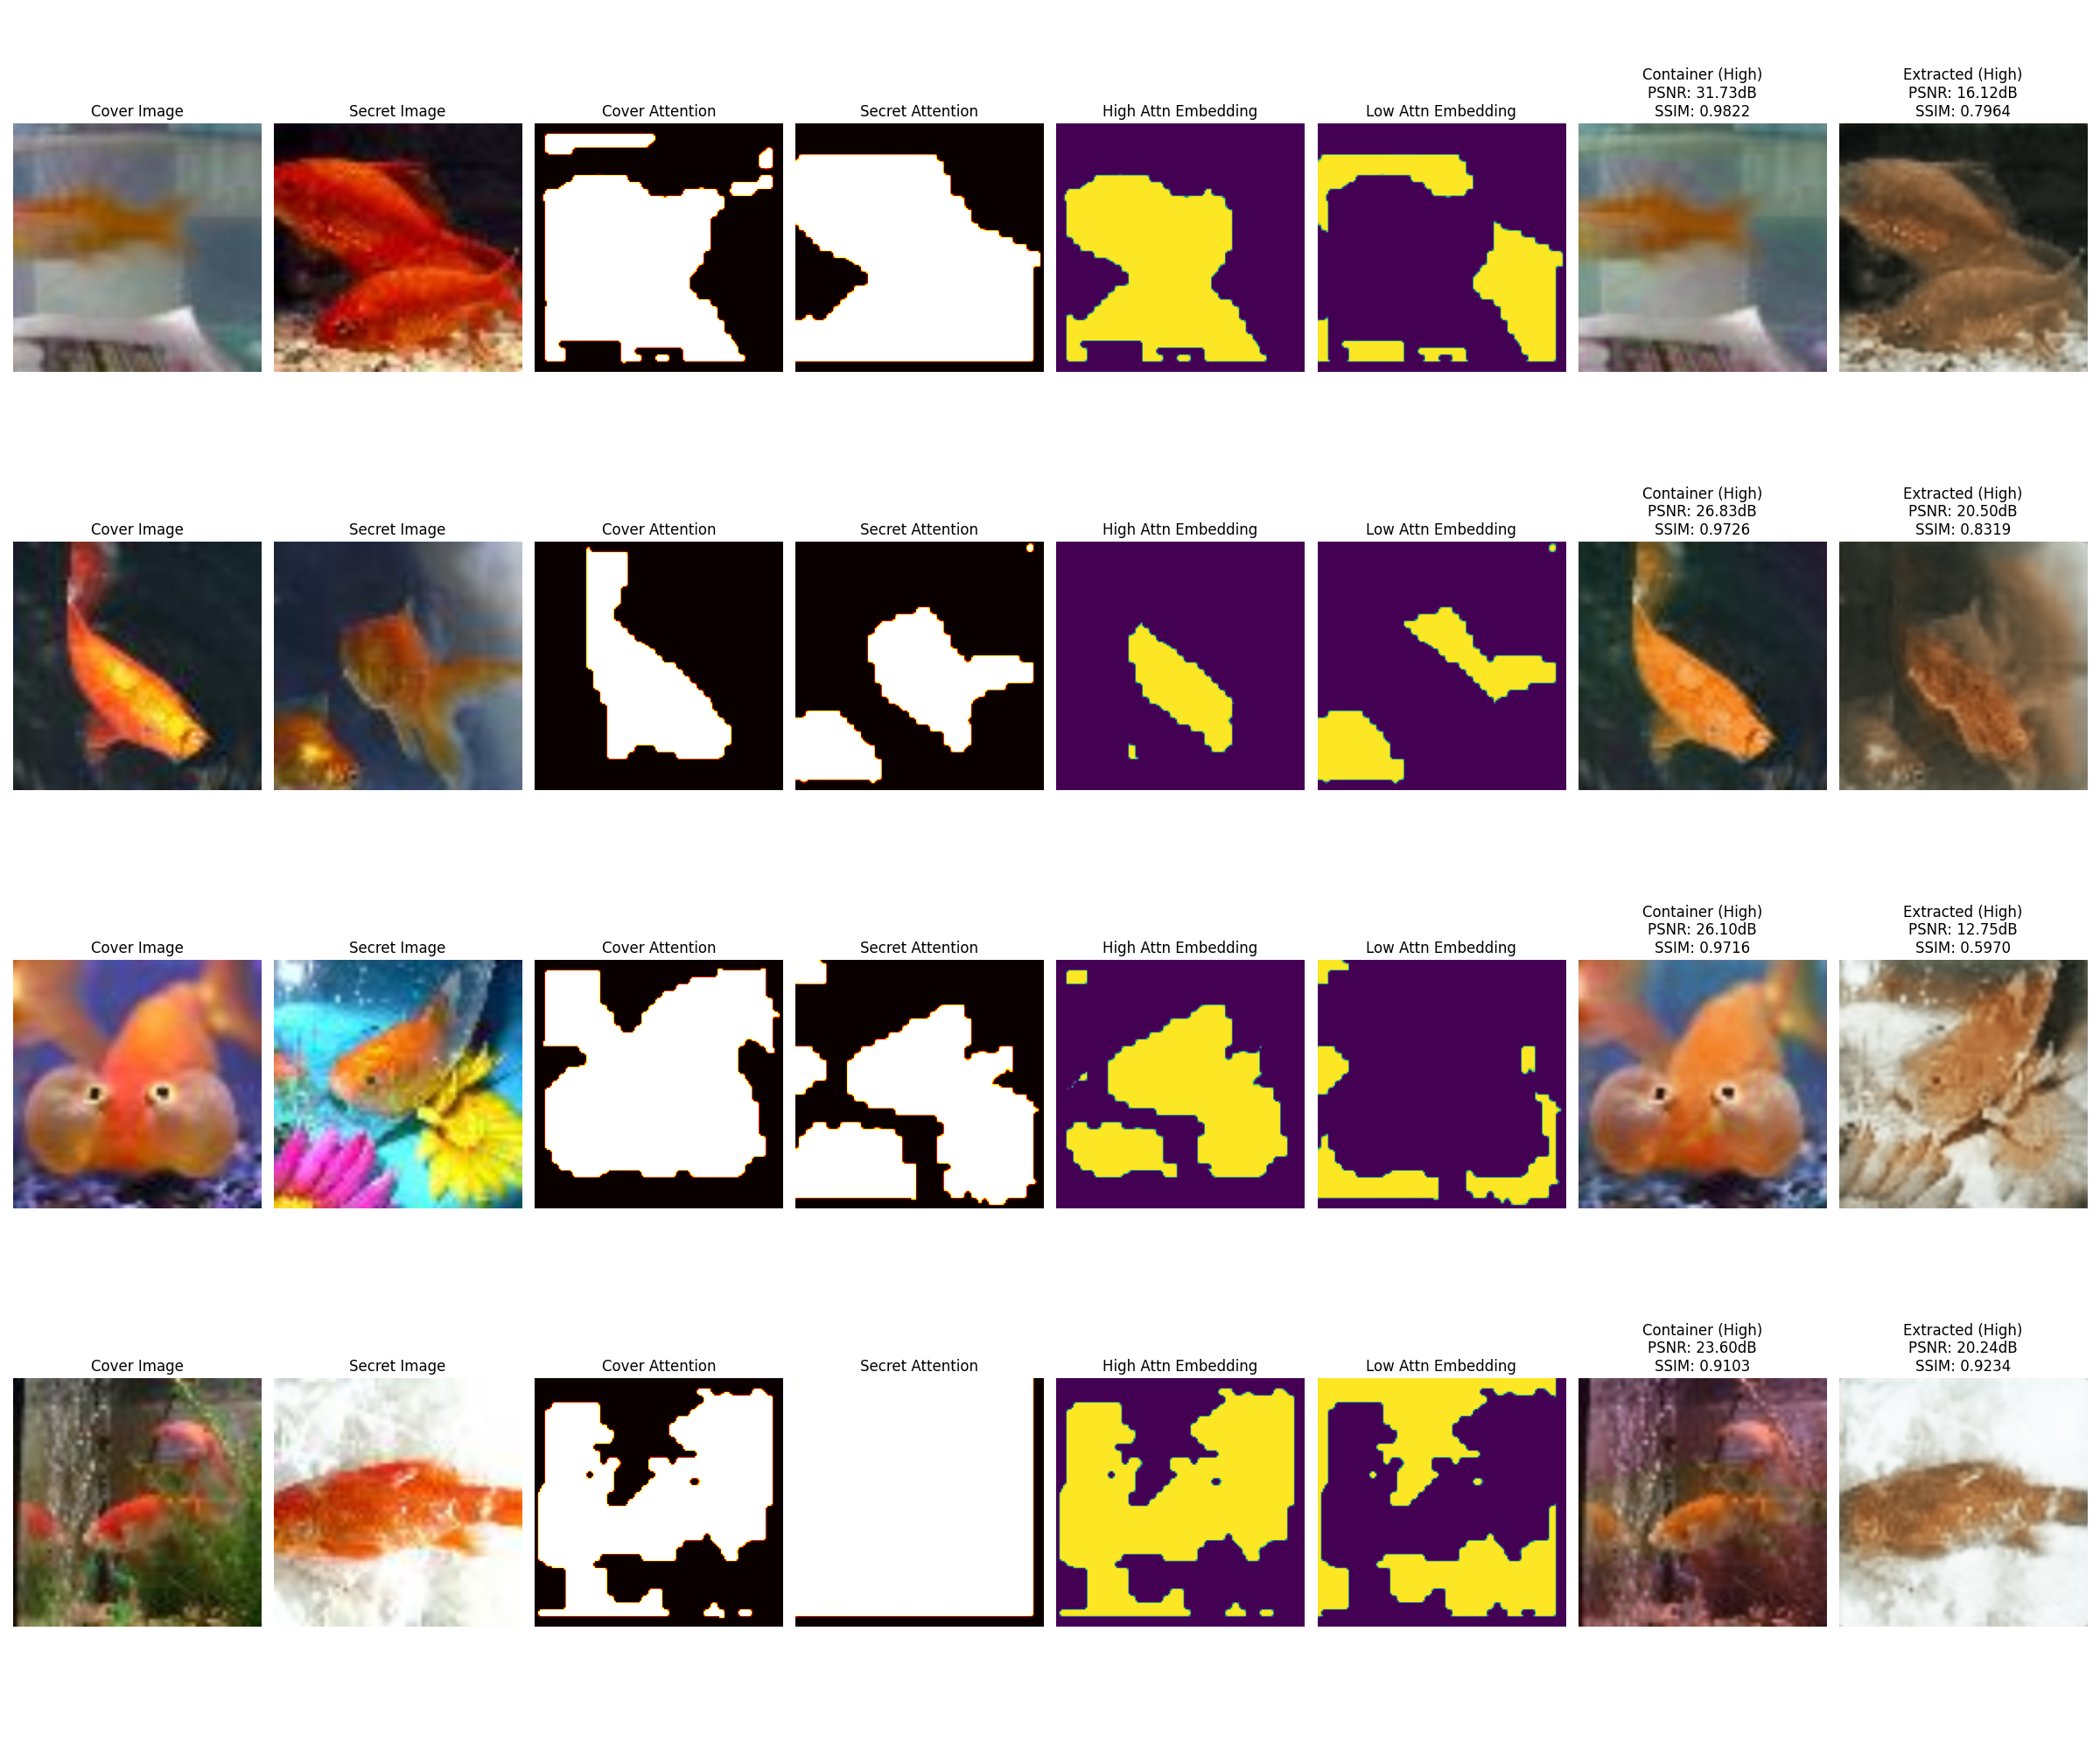 Cover Image
Secret Image
Cover Attention
Secret Attention
High Attn Embedding
Low Attn Embedding
Container (High)
PSNR: 31.73dB
SSIM: 0.9822
Extracted (High)
PSNR: 16.12dB
SSIM: 0.7964
Cover Image
Secret Image
Cover Attention
Secret Attention
High Attn Embedding
Low Attn Embedding
Container (High)
PSNR: 26.83dB
SSIM: 0.9726
Extracted (High)
PSNR: 20.50dB
SSIM: 0.8319
Cover Image
Secret Image
Cover Attention
Secret Attention
High Attn Embedding
Low Attn Embedding
Container (High)
PSNR: 26.10dB
SSIM: 0.9716
Extracted (High)
PSNR: 12.75dB
SSIM: 0.5970
Cover Image
Secret Image
Cover Attention
Secret Attention
High Attn Embedding
Low Attn Embedding
Container (High)
PSNR: 23.60dB
SSIM: 0.9103
Extracted (High)
PSNR: 20.24dB
SSIM: 0.9234